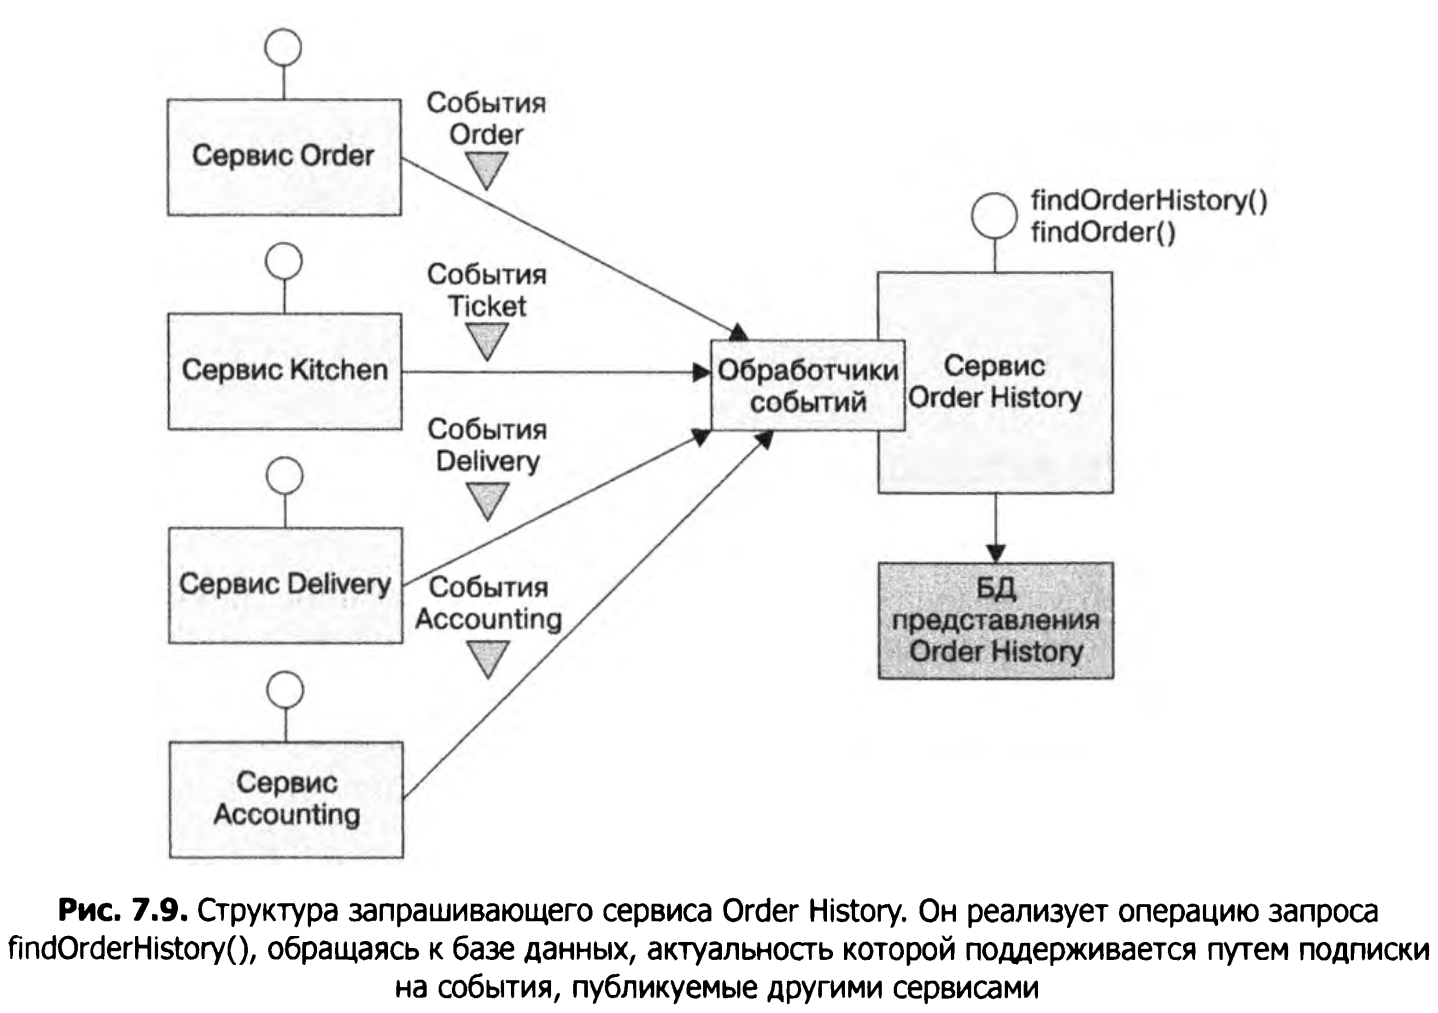 События
Order
Сервис Order
findOrderHistory()
findOrder()
События
Ticket
Сервис Kitchen
Обработчики
событий
Сервис
Order History
События
Delivery
Сервис Delivery
События
Accounting
БД
представления
Order History
Сервис
Accounting
Рис. 7.9. Структура запрашивающего сервиса Order History. Он реализует операцию запроса
findOrderHistory(), обращаясь к базе данных, актуальность которой поддерживается путем подписки
на события, публикуемые другими сервисами